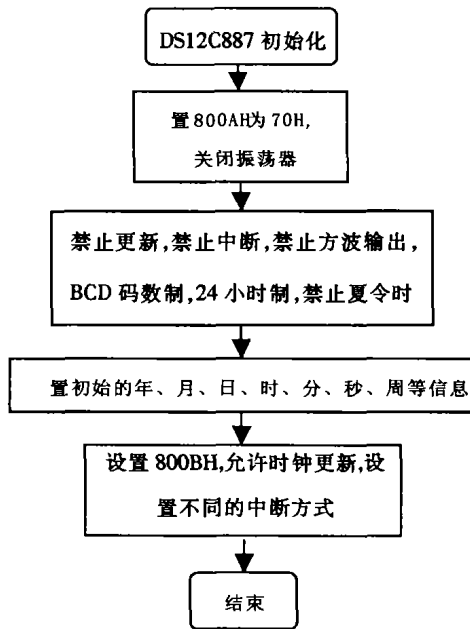 DS12C887 初始化
置800AH为 70H,
关闭振荡器
禁止更新,禁止中断,禁止方波输出,
BCD 码数制,24 小时制,禁止夏令时
置初始的年、月、日、时、分、秒、周等信息
设置 800BH,允许时钟更新,设
置不同的中断方式
结束